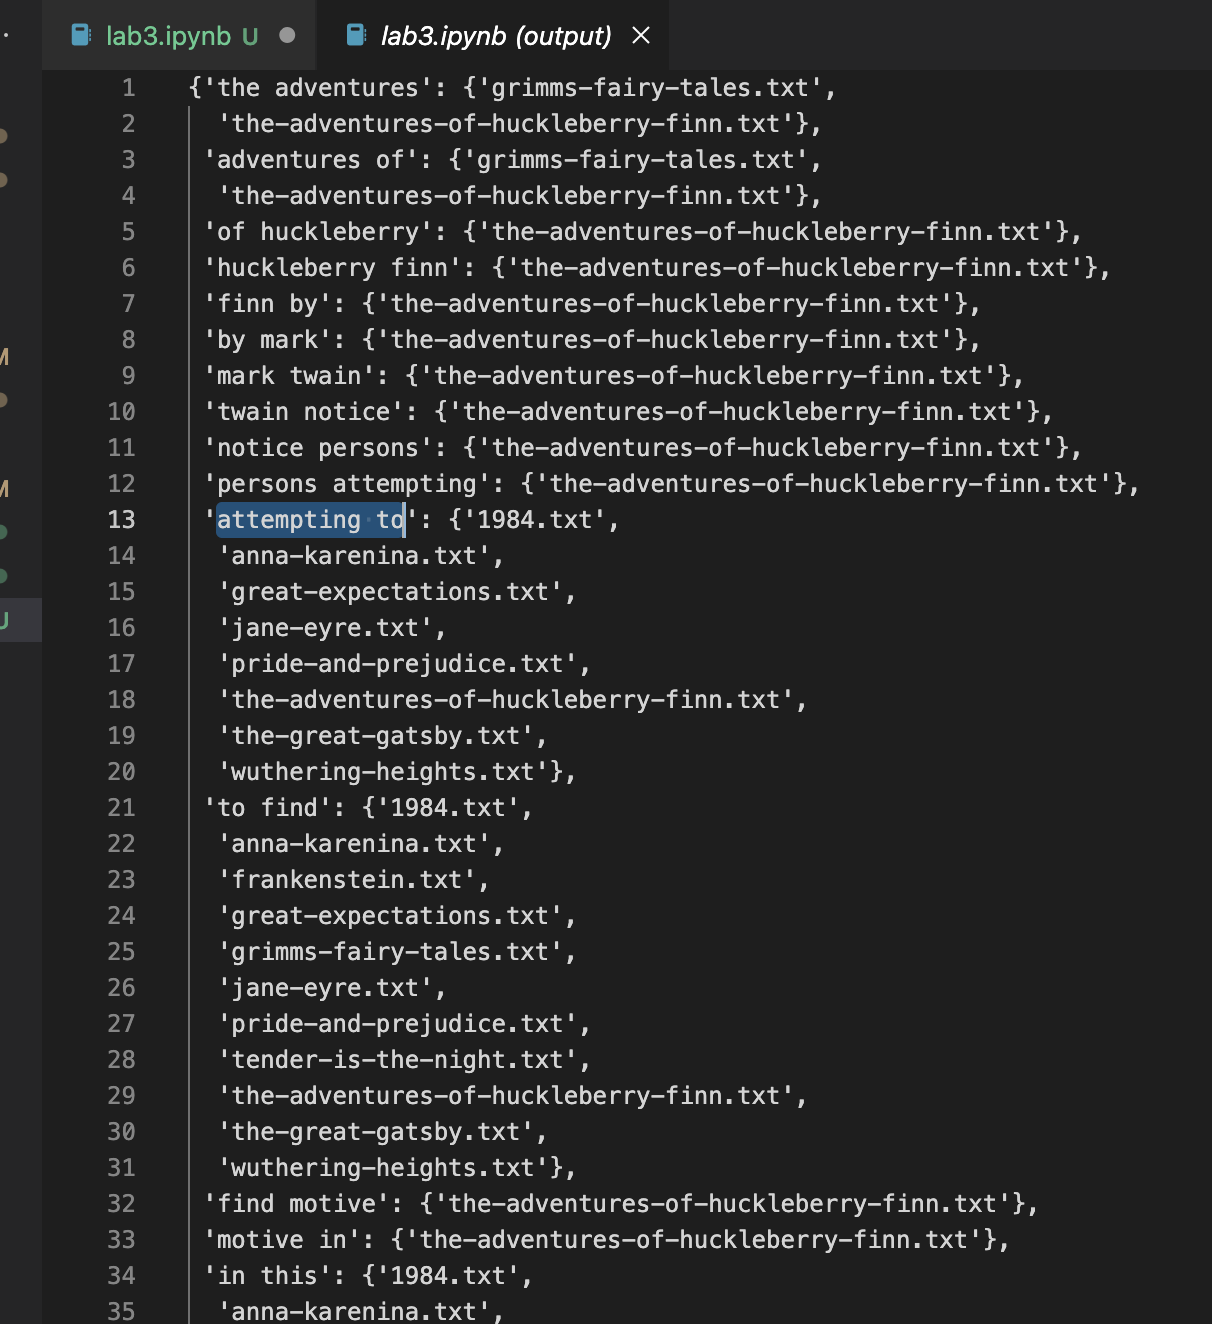 lab3.ipynb U lab3.ipynb (output)
1 {'the adventures': {'grimms-fairy-tales.txt',
2 'the-adventures-of-huckleberry-finn.txt'},
3 'adventures of': {'grimms-fairy-tales.txt',
4 'the-adventures-of-huckleberry-finn.txt'},
5 'of huckleberry': {'the-adventures-of-huckleberry-finn.txt'},
6 'huckleberry finn': {'the-adventures-of-huckleberry-finn.txt'},
7 'finn by': {'the-adventures-of-huckleberry-finn.txt'},
8 'by mark': {'the-adventures-of-huckleberry-finn.txt'},
9 'mark twain': {'the-adventures-of-huckleberry-finn.txt'},
10 'twain notice': {'the-adventures-of-huckleberry-finn.txt'},
11 'notice persons': {'the-adventures-of-huckleberry-finn.txt'},
12 'persons attempting': {'the-adventures-of-huckleberry-finn.txt'},
13 'attempting to': {'1984.txt',
14 'anna-karenina.txt',
15 'great-expectations.txt',
16 'jane-eyre.txt',
17 'pride-and-prejudice.txt',
18 'the-adventures-of-huckleberry-finn.txt',
19 'the-great-gatsby.txt',
20 'wuthering-heights.txt'},
21 'to find': {'1984.txt',
22 'anna-karenina.txt',
23 'frankenstein.txt',
24 'great-expectations.txt',
25 'grimms-fairy-tales.txt',
26 'jane-eyre.txt',
27 'pride-and-prejudice.txt',
28 'tender-is-the-night.txt',
29 'the-adventures-of-huckleberry-finn.txt',
30 'the-great-gatsby.txt',
31 'wuthering-heights.txt'},
32 'find motive': {'the-adventures-of-huckleberry-finn.txt'},
33 'motive in': {'the-adventures-of-huckleberry-finn.txt'},
34 'in this': {'1984.txt',
35 'anna-karenina.txt',
M
M
U